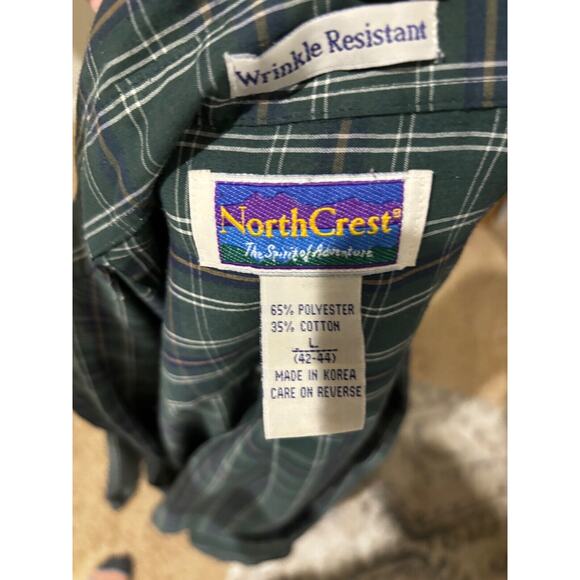 Wrinkle Resistant
NorthCrest®
The Spirit of Adventure
65% POLYESTER
35% COTTON
L
(42-44)
MADE IN KOREA
CARE ON REVERSE